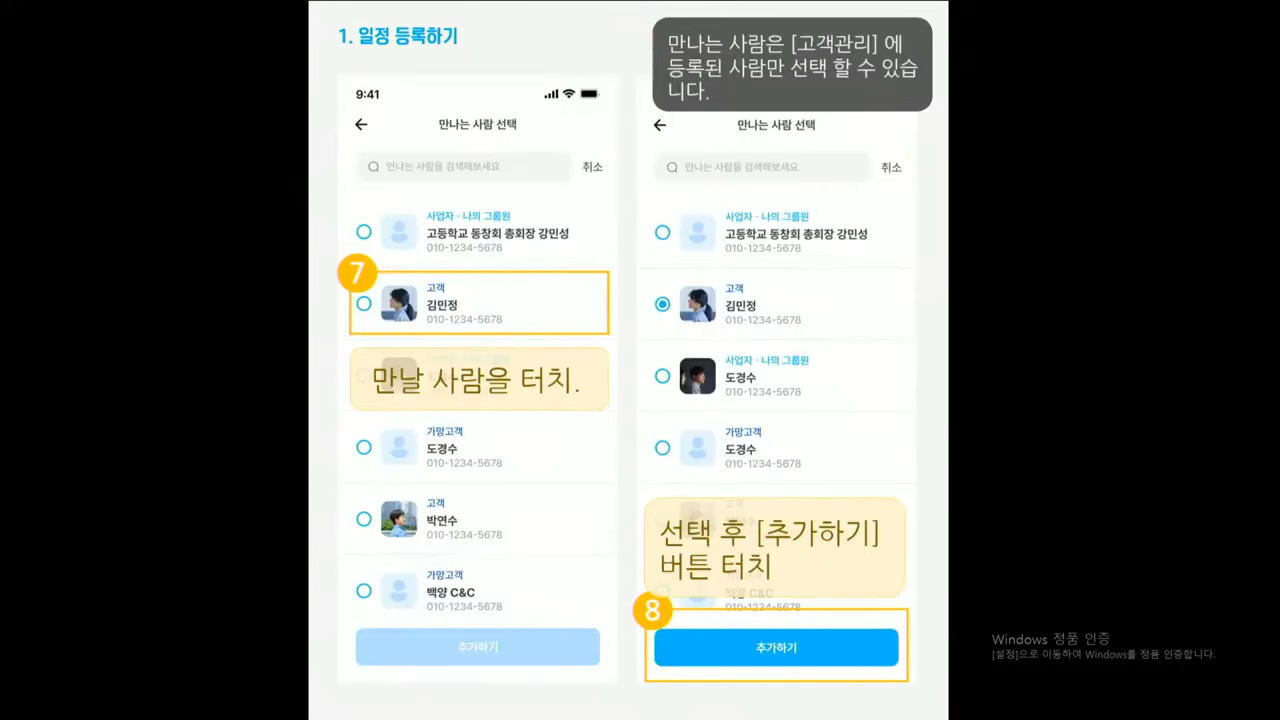 1. 일정 등록하기
만나는 사람은 [고객관리] 에
등록된 사람만 선택 할 수 있습
니다.
9:41
만나는 사람 선택
만나는 사람을 검색해보세요
취소
사업자 - 나의 그룹원
고등학교 동창회 총회장 강민성
010-1234-5678
7
고객
김민정
010-1234-5678
만날 사람을 터치.
가망고객
도경수
010-1234-5678
고객
박연수
010-1234-5678
가망고객
백양 C&C
010-1234-5678
추가하기
만나는 사람 선택
만나는 사람을 검색해보세요.
취소
사업자 - 나의 그룹원
고등학교 동창회 총회장 강민성
010-1234-5678
고객
김민정
010-1234-5678
사업자 - 나의 그룹원
도경수
010-1234-5678
가망고객
도경수
010-1234-5678
고객
선택 후 [추가하기]
버튼 터치
가망고객
백양 C&C
010-1234-5678
8
추가하기
Windows 정품 인증
[설정]으로 이동하여 Windows를 정품 인증합니다.